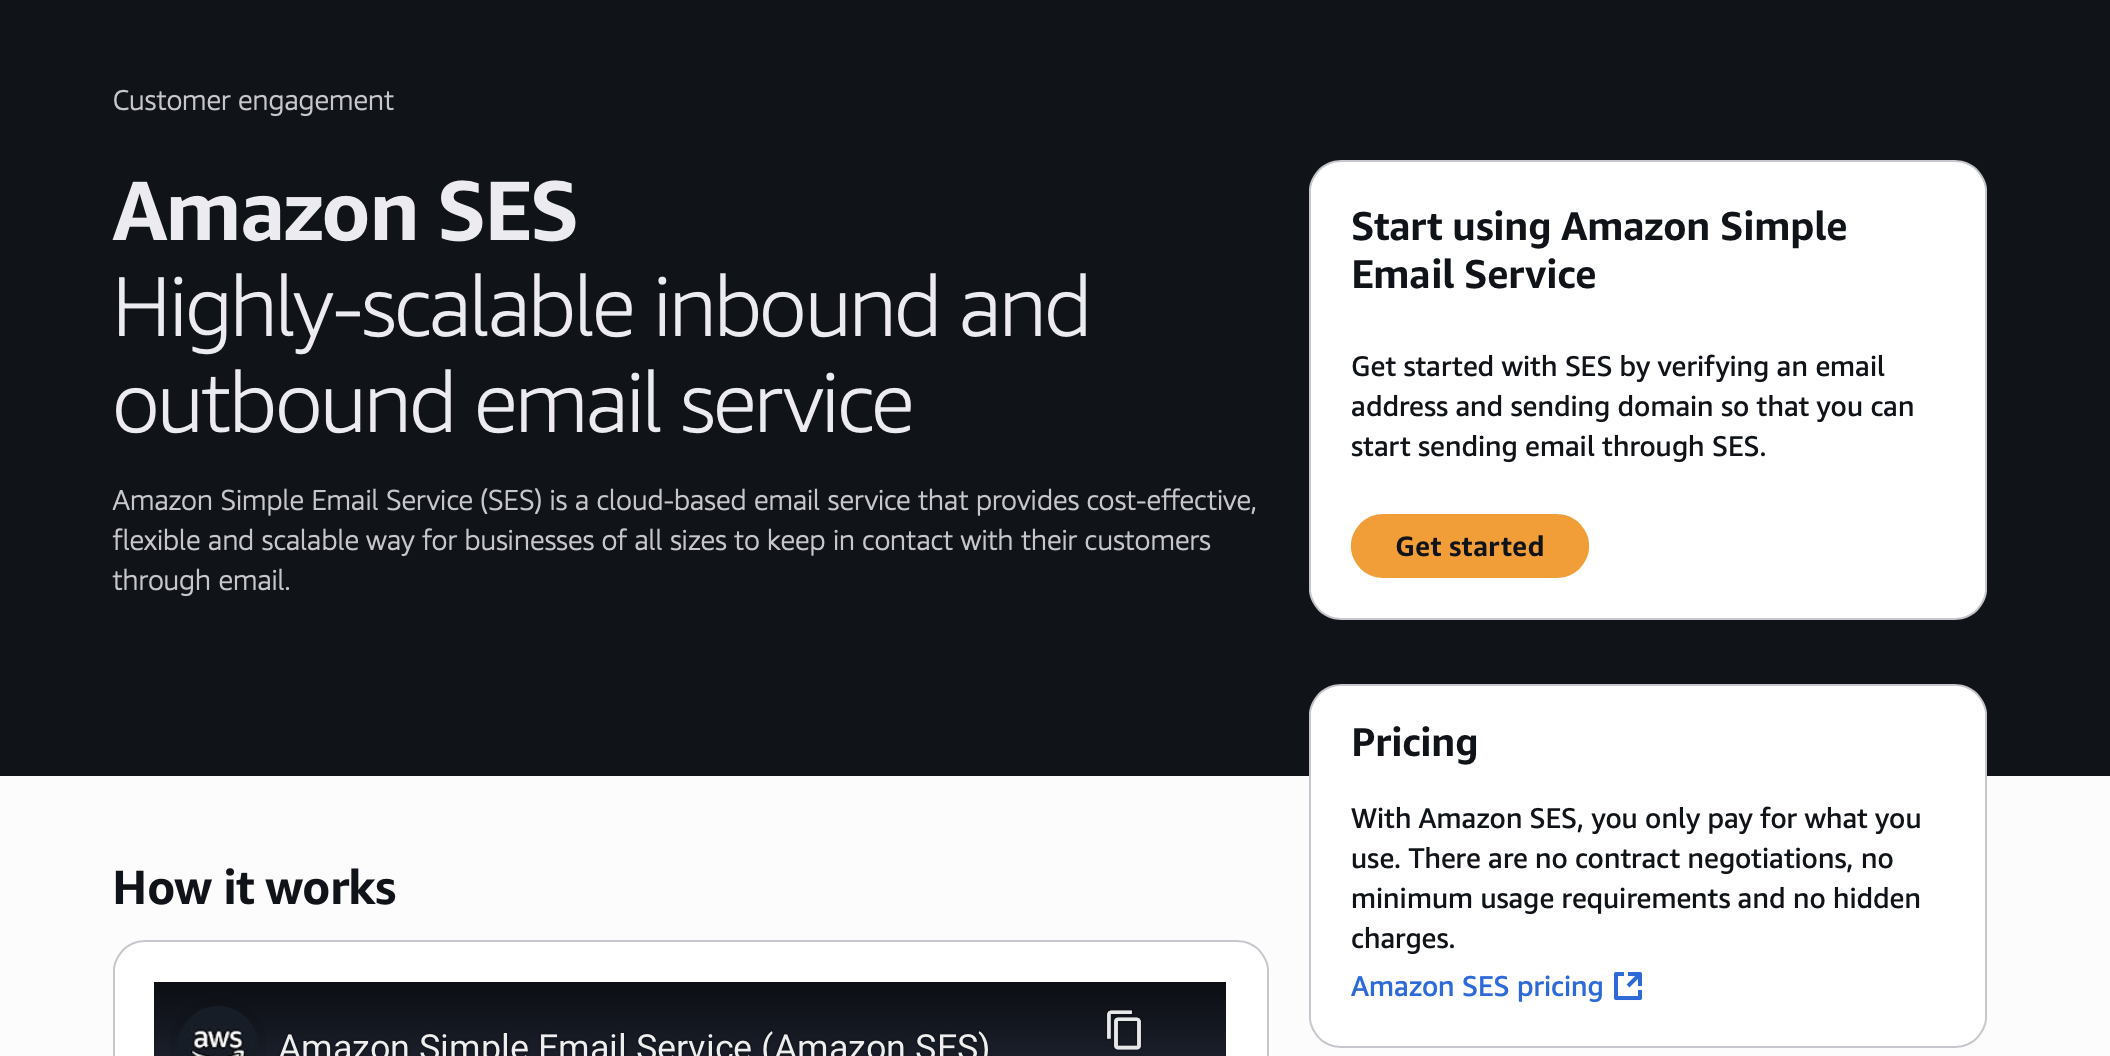 Customer engagement
Amazon SES
Highly-scalable inbound and
outbound email service
Amazon Simple Email Service (SES) is a cloud-based email service that provides cost-effective,
flexible and scalable way for businesses of all sizes to keep in contact with their customers
through email.
Start using Amazon Simple
Email Service
Get started with SES by verifying an email
address and sending domain so that you can
start sending email through SES.
Get started
Pricing
With Amazon SES, you only pay for what you
use. There are no contract negotiations, no
minimum usage requirements and no hidden
charges.
Amazon SES pricing
How it works
aws
Amazon Simple Email Service (Amazon SES)